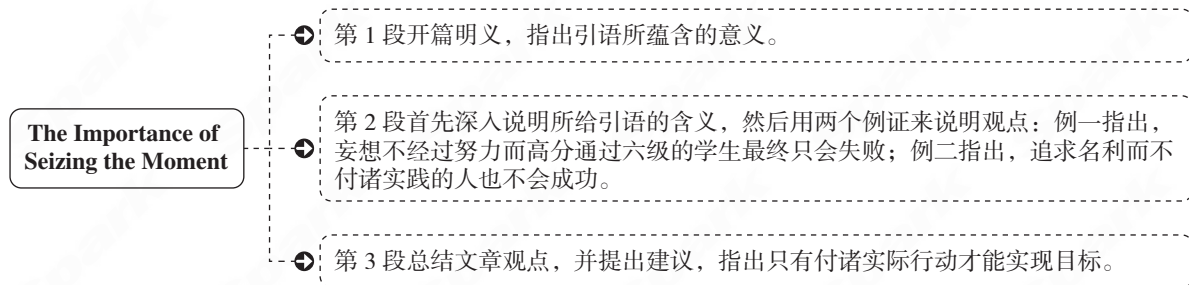 第 1 段开篇明义，指出引语所蕴含的意义。
The Importance of
Seizing the Moment
第 2 段首先深入说明所给引语的含义，然后用两个例证来说明观点：例一指出，
妄想不经过努力而高分通过六级的学生最终只会失败；例二指出，追求名利而不
付诸实践的人也不会成功。
第 3 段总结文章观点，并提出建议，指出只有付诸实际行动才能实现目标。